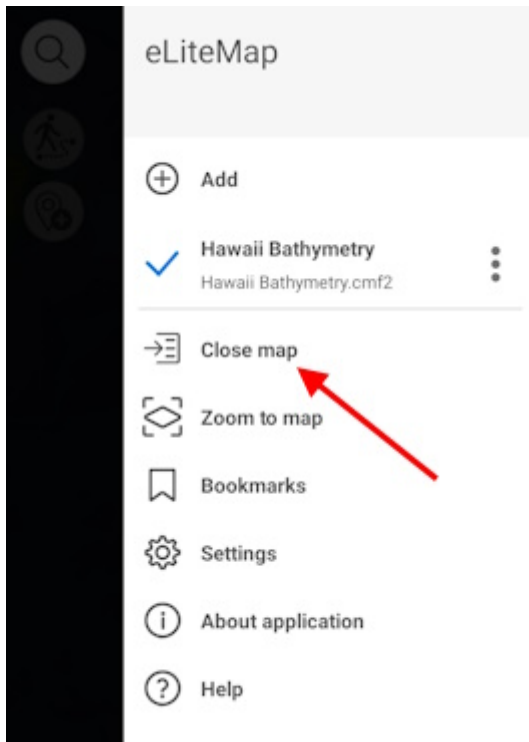 eLiteMap
Add
Hawaii Bathymetry
Hawaii Bathymetry.cmf2
Close map
Zoom to map
Bookmarks
Settings
About application
Help